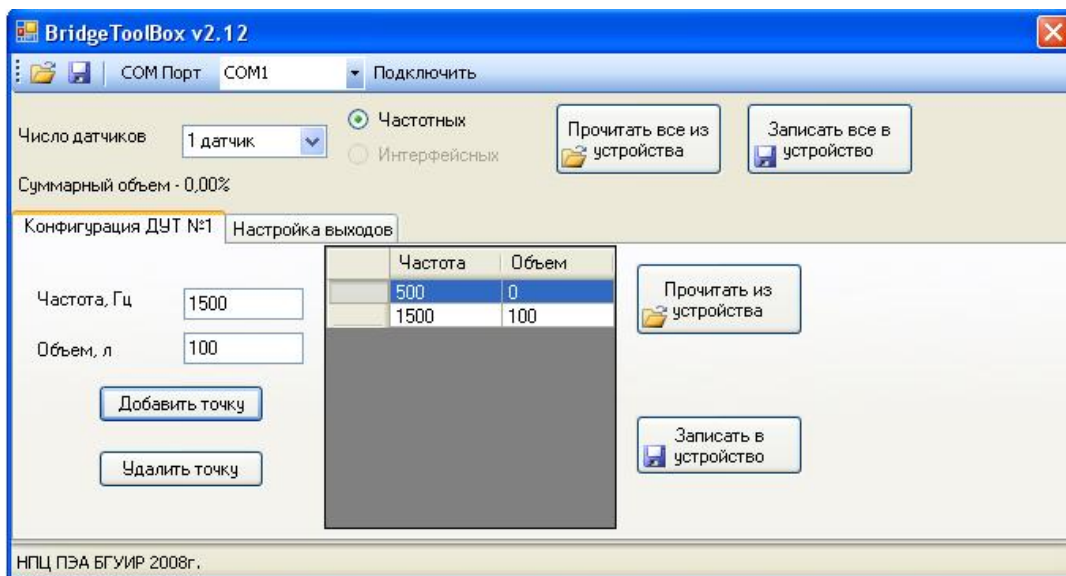 BridgeToolBox v2.12
COM Порт COM1 Подключить
Число датчиков 1 датчик
Частотных
Интерфейсных
Прочитать все из
устройства
Записать все в
устройство
Суммарный объем - 0,00%
Конфигурация ДУТ №1 Настройка выходов
Частота, Гц 1500
Объем, л 100
Добавить точку
Удалить точку
Частота Объем
500 0
1500 100
Прочитать из
устройства
Записать в
устройство
НПЦ ПЭА БГУИР 2008г.